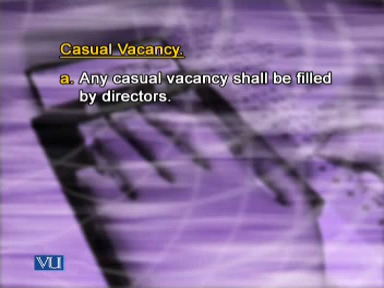 Casual Vacancy.
a. Any casual vacancy shall be filled
by directors.
VU